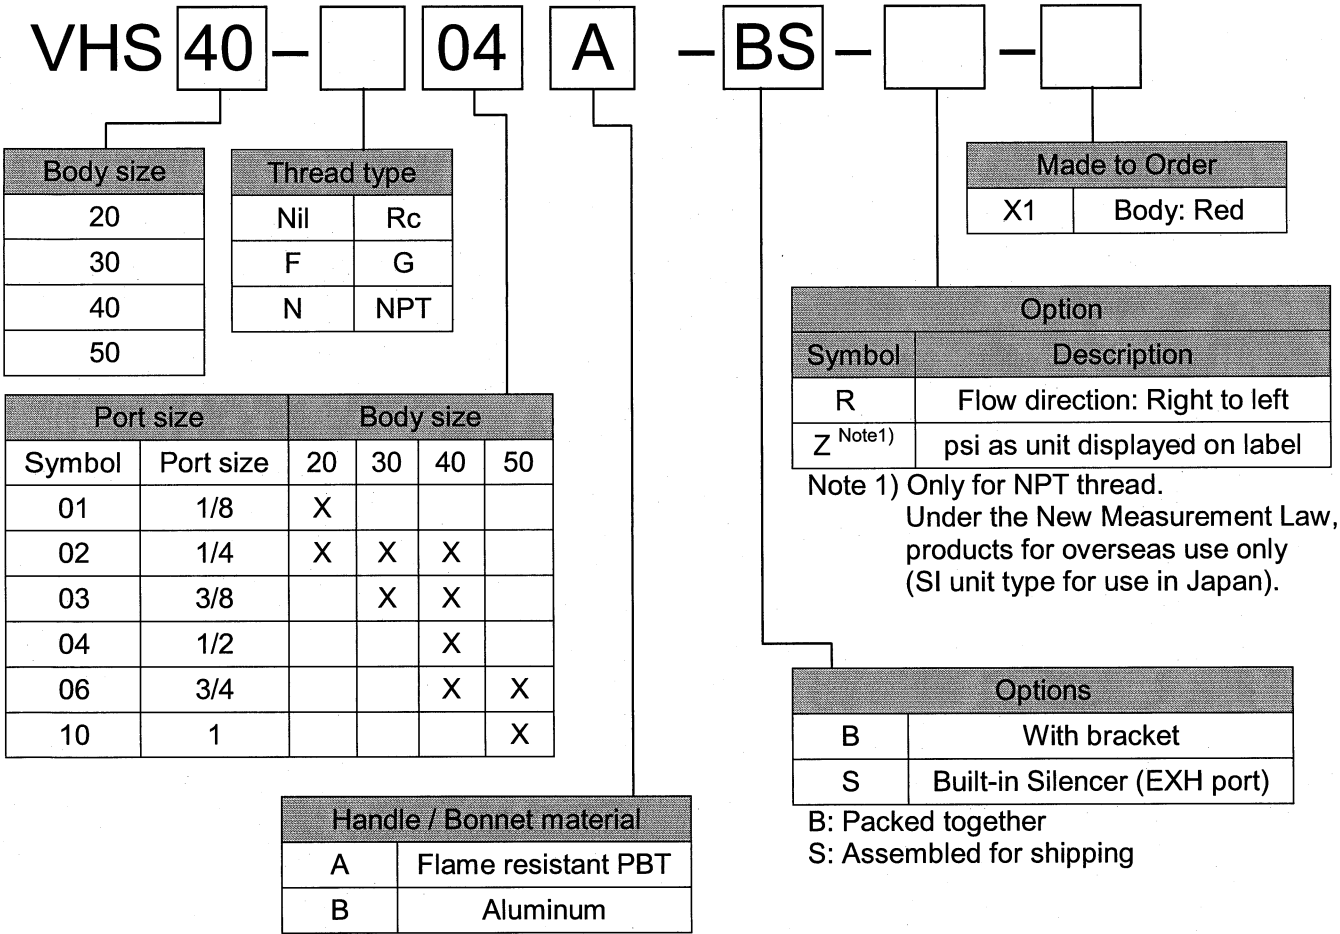 VHS 40 – 04 A – BS – –
Body size
20
30
40
50
Thread type
Nil Rc
F G
N NPT
Made to Order
X1 Body: Red
Option
Symbol Description
R Flow direction: Right to left
Z Note1) psi as unit displayed on label
Note 1) Only for NPT thread.
Under the New Measurement Law,
products for overseas use only
(SI unit type for use in Japan).
Port size Body size
Symbol Port size 20 30 40 50
01 1/8 X
02 1/4 X X X
03 3/8 X X
04 1/2 X
06 3/4 X X
10 1 X
Options
B With bracket
S Built-in Silencer (EXH port)
B: Packed together
S: Assembled for shipping
Handle / Bonnet material
A Flame resistant PBT
B Aluminum